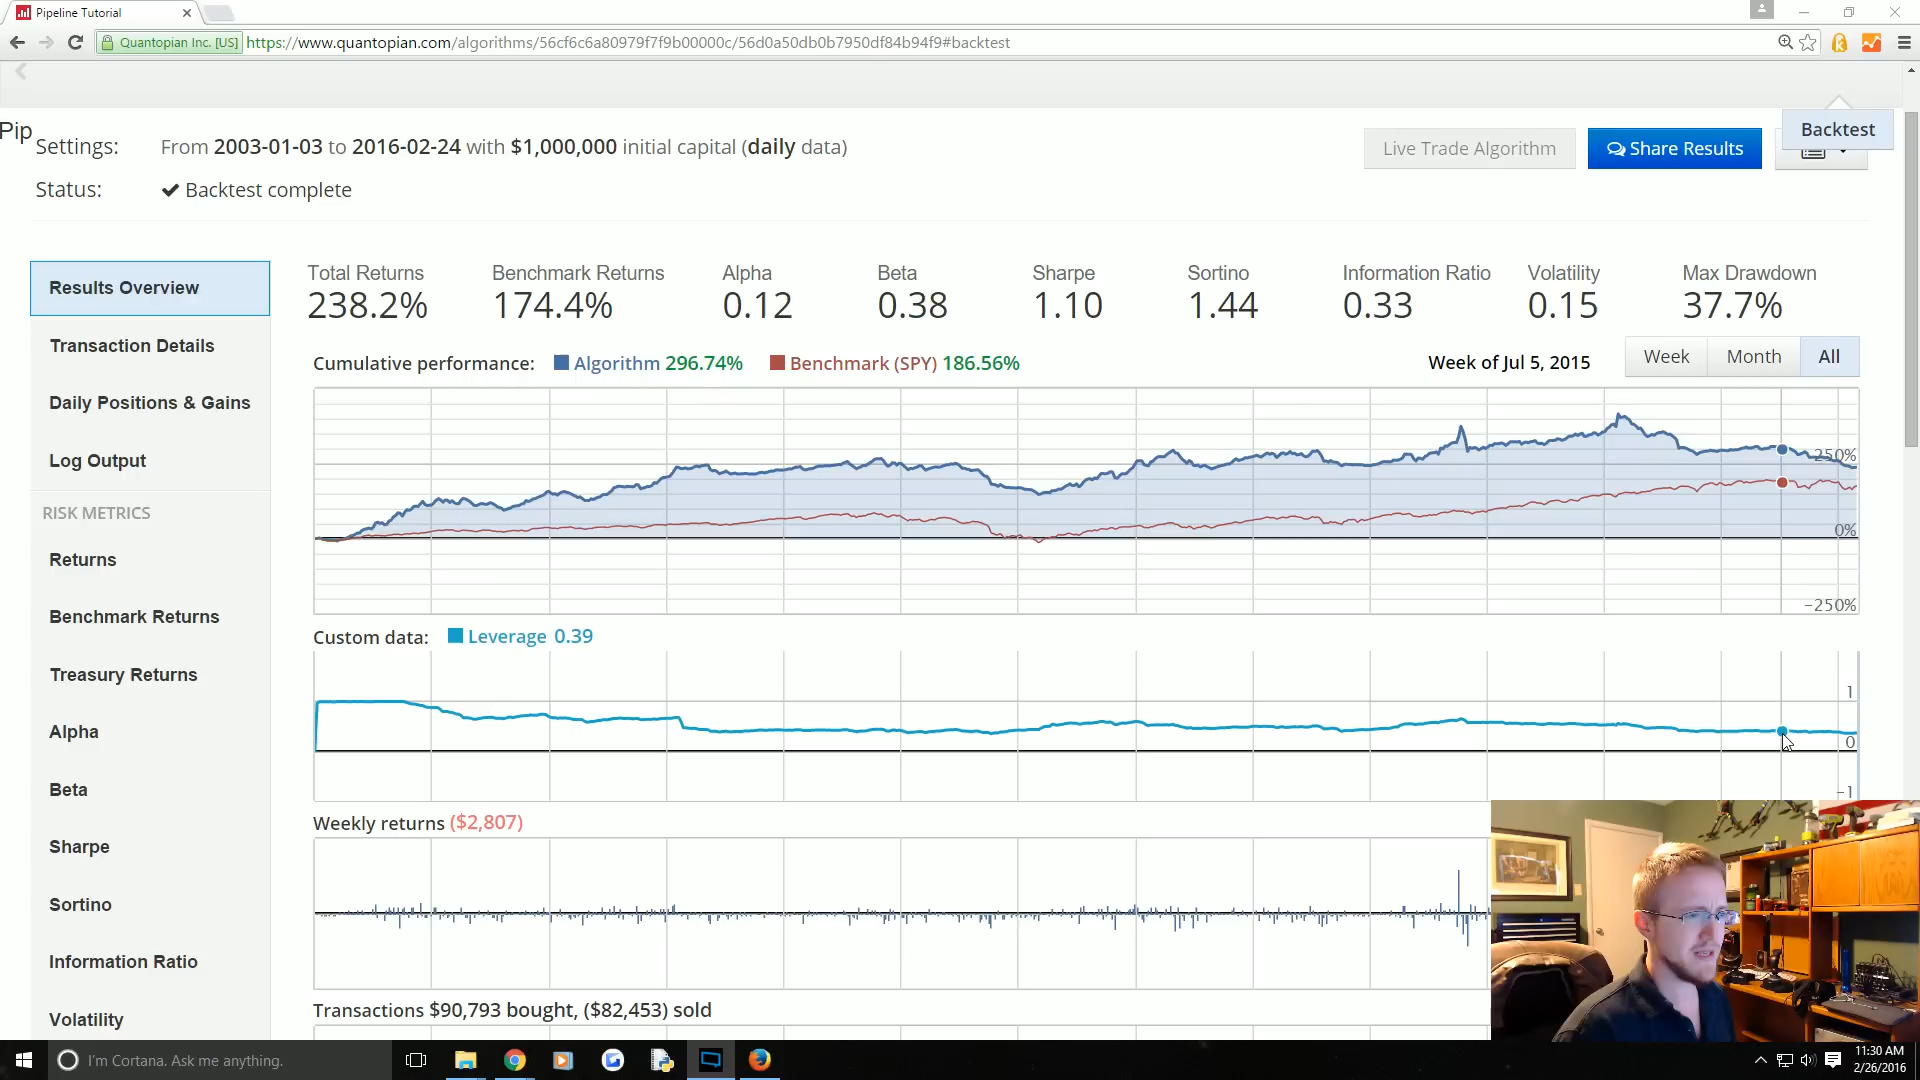 Pipeline Tutorial
Quantopian Inc. [US] https://www.quantopian.com/algorithms/56cf6c6a80979f7f9b00000c/56d0a50db0b7950df84b94f9#backtest
Pip
Settings: From 2003-01-03 to 2016-02-24 with $1,000,000 initial capital (daily data)
Live Trade Algorithm
Share Results
Backtest
Status: Backtest complete
Results Overview
Transaction Details
Daily Positions & Gains
Log Output
RISK METRICS
Returns
Benchmark Returns
Treasury Returns
Alpha
Beta
Sharpe
Sortino
Information Ratio
Volatility
Total Returns Benchmark Returns Alpha Beta Sharpe Sortino Information Ratio Volatility Max Drawdown
238.2% 174.4% 0.12 0.38 1.10 1.44 0.33 0.15 37.7%
Cumulative performance: Algorithm 296.74% Benchmark (SPY) 186.56% Week of Jul 5, 2015 Week Month All
250%
0%
-250%
Custom data: Leverage 0.39
1
0
-1
Weekly returns ($2,807)
Transactions $90,793 bought, ($82,453) sold
I'm Cortana. Ask me anything.
11:30 AM
2/26/2016